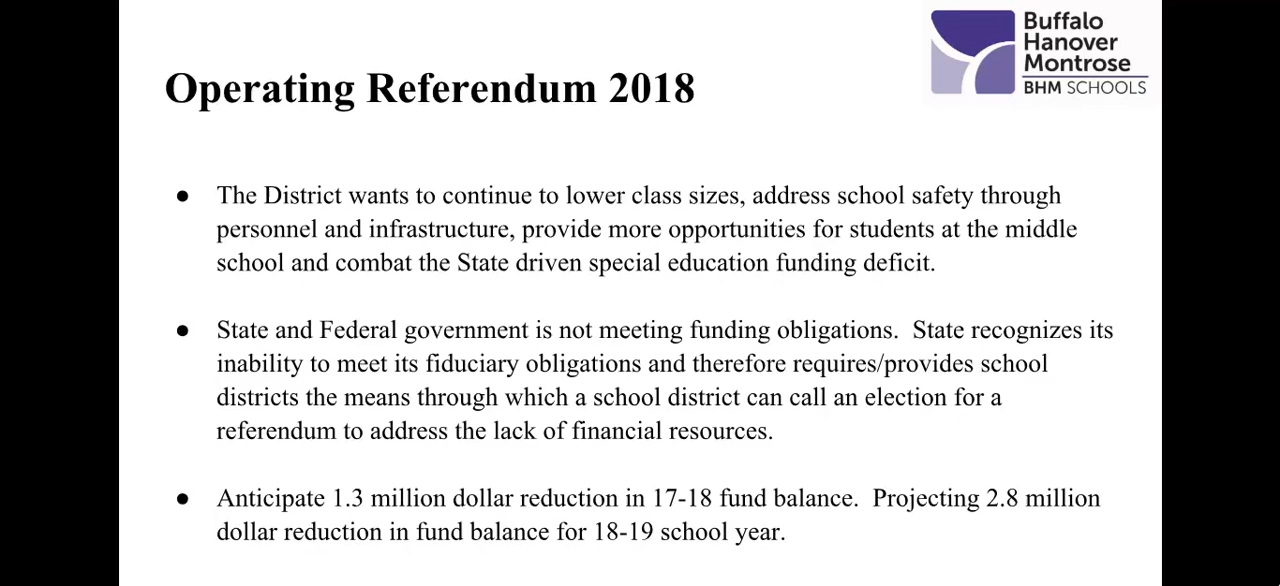 Buffalo
Hanover
Montrose
BHM SCHOOLS
Operating Referendum 2018
● The District wants to continue to lower class sizes, address school safety through
personnel and infrastructure, provide more opportunities for students at the middle
school and combat the State driven special education funding deficit.
● State and Federal government is not meeting funding obligations.  State recognizes its
inability to meet its fiduciary obligations and therefore requires/provides school
districts the means through which a school district can call an election for a
referendum to address the lack of financial resources.
● Anticipate 1.3 million dollar reduction in 17-18 fund balance.  Projecting 2.8 million
dollar reduction in fund balance for 18-19 school year.